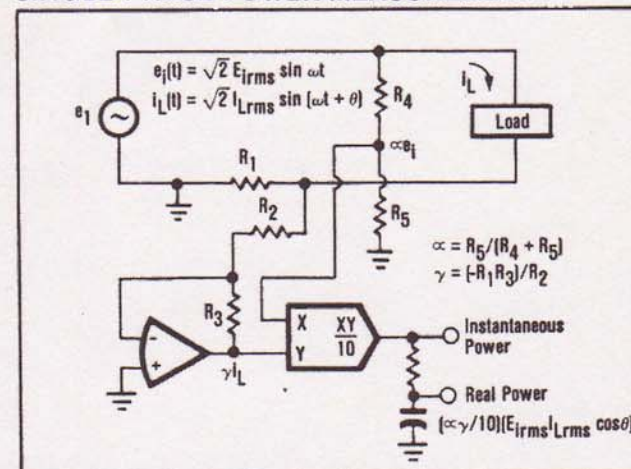 e_i(t) = √2 E_irms sin ωt
i_L(t) = √2 I_Lrms sin (ωt + θ)
e_1
R_4
i_L
Load
∝e_i
R_1
R_2
R_5
∝ = R_5/(R_4 + R_5)
γ = (-R_1R_3)/R_2
R_3
X
Y
XY
10
-
+
γi_L
Instantaneous
Power
Real Power
(∝γ/10)(E_irms I_Lrms cosθ)